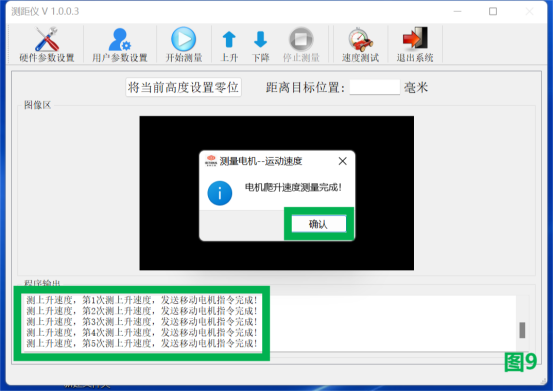 测距仪 V 1.0.0.3
硬件参数设置 用户参数设置 开始测量 上升 下降 停止测量 速度测试 退出系统
将当前高度设置零位 距离目标位置: 毫米
图像区
测量电机--运动速度
电机爬升速度测量完成!
确认
程序输出
测上升速度, 第1次测上升速度, 发送移动电机指令完成!
测上升速度, 第2次测上升速度, 发送移动电机指令完成!
测上升速度, 第3次测上升速度, 发送移动电机指令完成!
测上升速度, 第4次测上升速度, 发送移动电机指令完成!
测上升速度, 第5次测上升速度, 发送移动电机指令完成!
图9